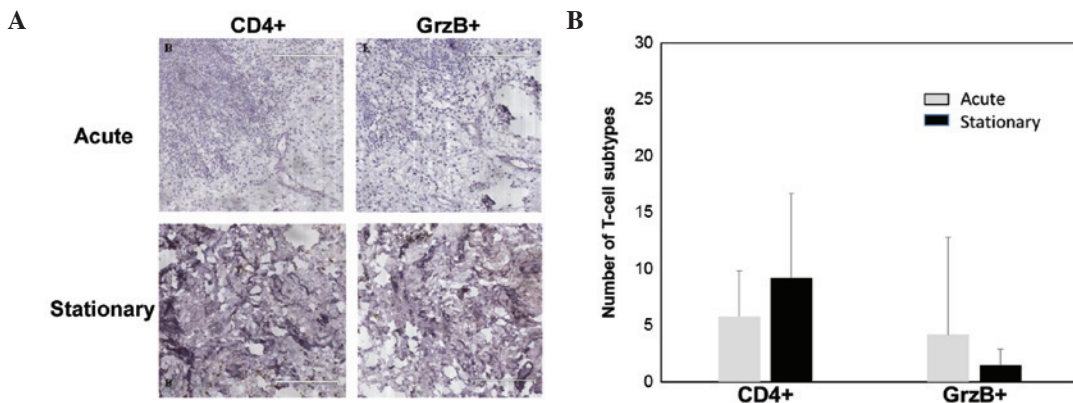 A
CD4+
GrzB+
Acute
Stationary
B
Number of T-cell subtypes
30
25
20
15
10
5
0
Acute
Stationary
CD4+
GrzB+